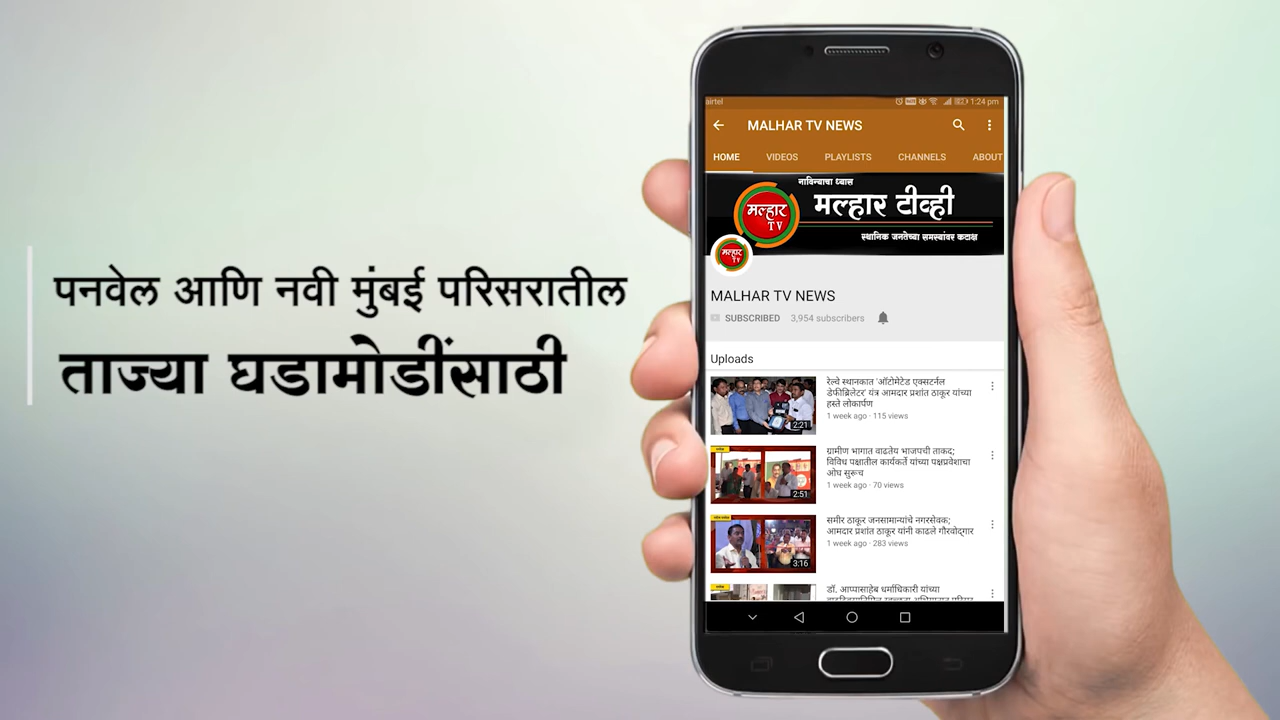 पनवेल आणि नवी मुंबई परिसरातील
ताज्या घडामोडींसाठी
airtel
1:24 pm
MALHAR TV NEWS
HOME VIDEOS PLAYLISTS CHANNELS ABOUT
नाविन्याचा ध्यास
मल्हार टीव्ही
स्थानिक जनतेच्या समस्यांवर कटाक्ष
मल्हार
TV
मल्हार
TV
MALHAR TV NEWS
SUBSCRIBED 3,954 subscribers
Uploads
रेल्वे स्थानकात 'ऑटोमेटेड एक्सटर्नल
डेफीब्रिलेटर' यंत्र आमदार प्रशांत ठाकूर यांच्या
हस्ते लोकार्पण
1 week ago · 115 views
2:21
ग्रामीण भागात वाढतेय भाजपची ताकद;
विविध पक्षातील कार्यकर्ते यांच्या पक्षप्रवेशाचा
ओघ सुरूच
1 week ago · 70 views
2:51
समीर ठाकूर जनसामान्यांचे नगरसेवक;
आमदार प्रशांत ठाकूर यांनी काढले गौरवोद्गार
1 week ago · 283 views
3:16
डॉ. आप्पासाहेब धर्माधिकारी यांच्या